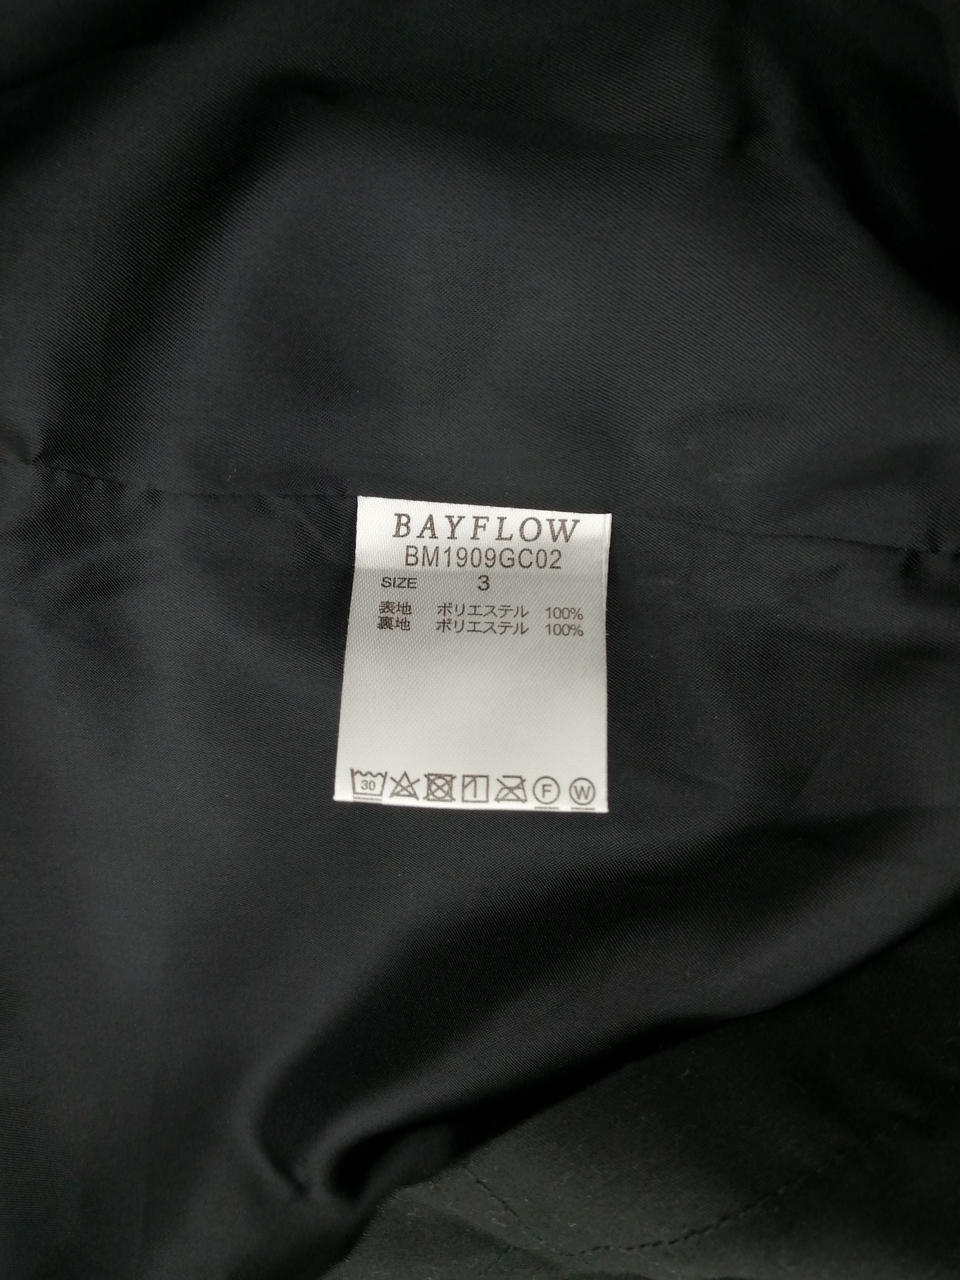 BAYFLOW
BM1909GC02
SIZE 3
表地 ポリエステル 100%
裏地 ポリエステル 100%
30 F W